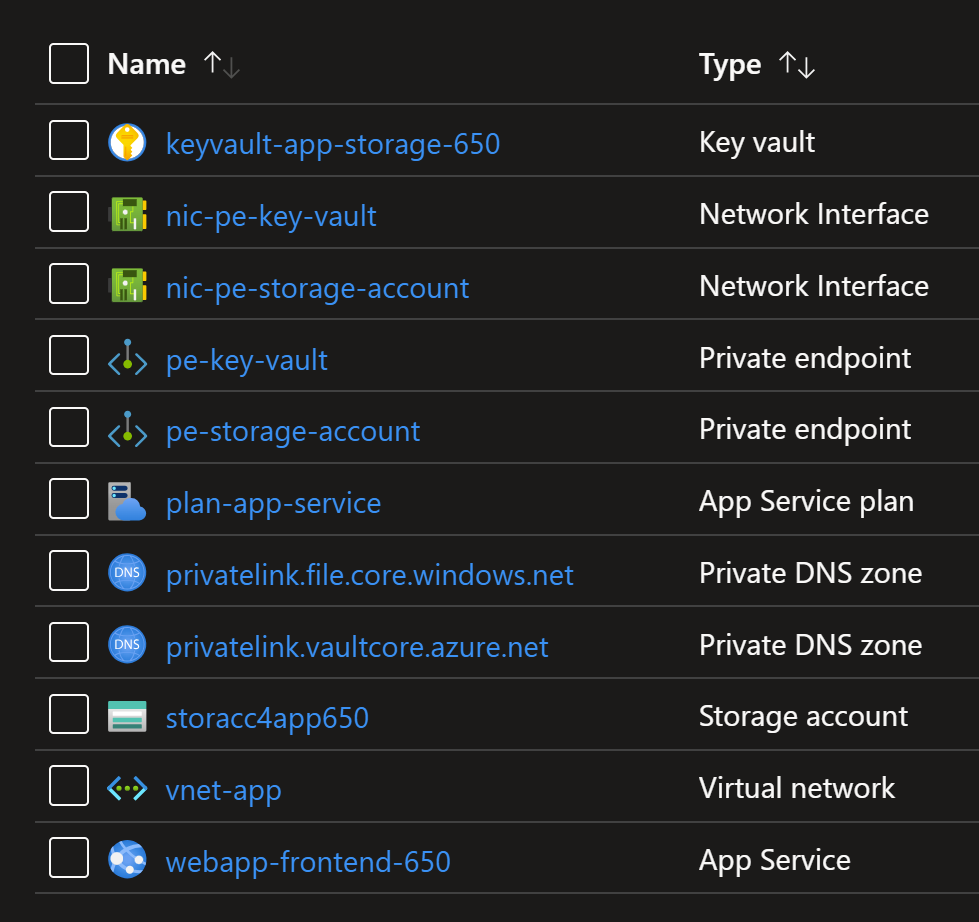 Name ↑↓ Type ↑↓
keyvault-app-storage-650 Key vault
nic-pe-key-vault Network Interface
nic-pe-storage-account Network Interface
pe-key-vault Private endpoint
pe-storage-account Private endpoint
plan-app-service App Service plan
DNS privatelink.file.core.windows.net Private DNS zone
DNS privatelink.vaultcore.azure.net Private DNS zone
storacc4app650 Storage account
vnet-app Virtual network
webapp-frontend-650 App Service